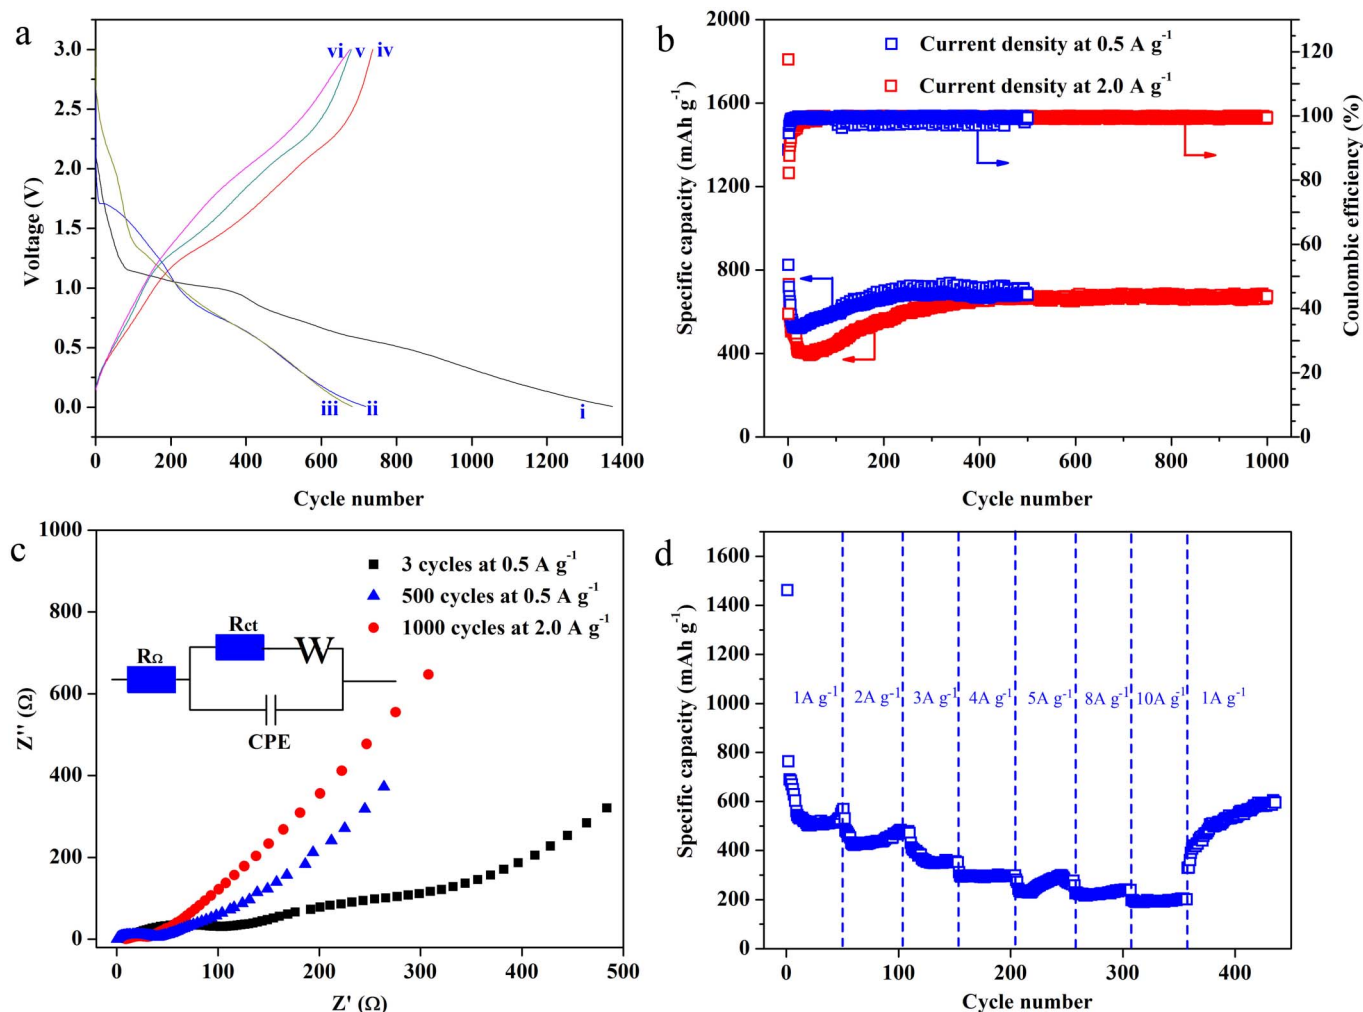 a
3.0
2.5
2.0
1.5
1.0
0.5
0.0
Voltage (V)
vi v iv
iii ii
i
0 200 400 600 800 1000 1200 1400
Cycle number
b
2000
1600
1200
800
400
0
Specific capacity (mAh g⁻¹)
Current density at 0.5 A g⁻¹
Current density at 2.0 A g⁻¹
120
100
80
60
40
20
0
Coulombic efficiency (%)
0 200 400 600 800 1000
Cycle number
c
1000
800
600
400
200
0
Z'' (Ω)
3 cycles at 0.5 A g⁻¹
500 cycles at 0.5 A g⁻¹
1000 cycles at 2.0 A g⁻¹
RΩ
Rct
W
CPE
0 100 200 300 400 500
Z' (Ω)
d
1600
1400
1200
1000
800
600
400
200
0
Specific capacity (mAh g⁻¹)
1A g⁻¹ 2A g⁻¹ 3A g⁻¹ 4A g⁻¹ 5A g⁻¹ 8A g⁻¹ 10A g⁻¹ 1A g⁻¹
0 100 200 300 400
Cycle number